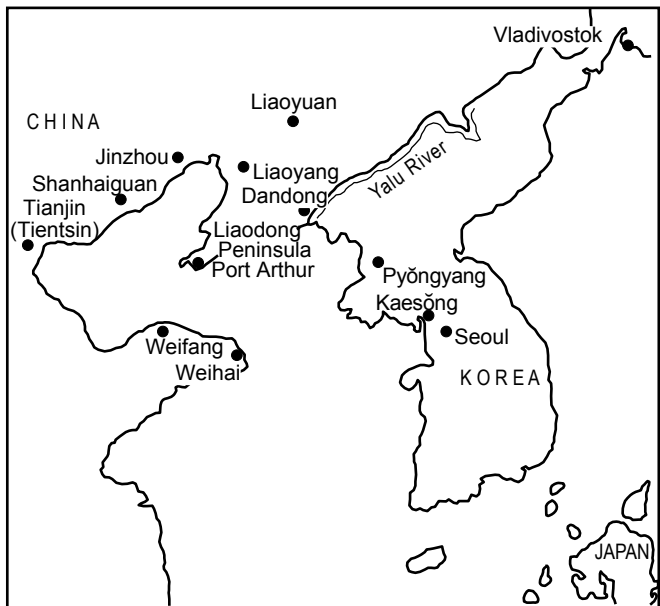 Vladivostok
Liaoyuan
CHINA
Jinzhou
Liaoyang
Shanhaiguan
Dandong
Yalu River
Tianjin
(Tientsin)
Liaodong
Peninsula
Port Arthur
Pyŏngyang
Kaesŏng
Weifang
Seoul
Weihai
KOREA
JAPAN